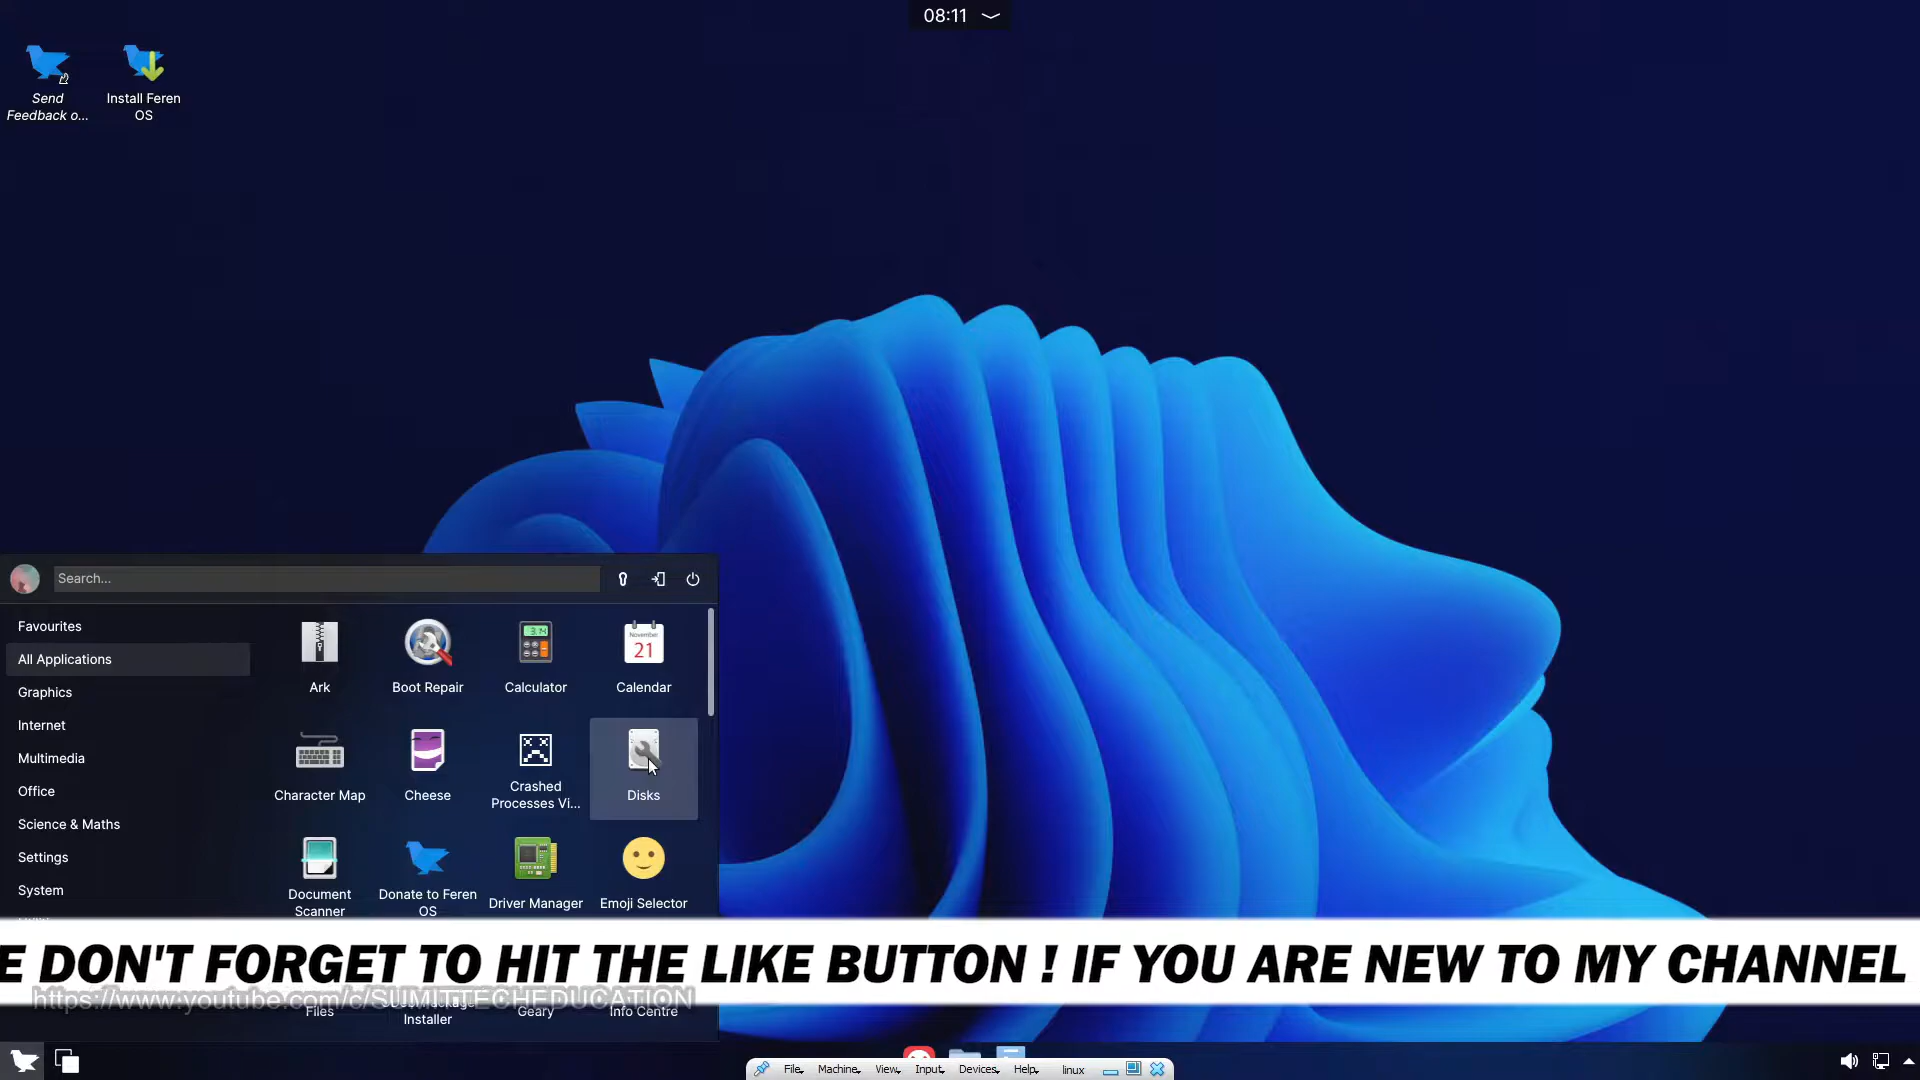 08:11
Send
Feedback o...
Install Feren
OS
Search...
Favourites
All Applications
Graphics
Internet
Multimedia
Office
Science & Maths
Settings
System
Ark
Boot Repair
Calculator
November
21
Calendar
Character Map
Cheese
Crashed
Processes Vi...
Disks
Document
Scanner
Donate to Feren
OS
Driver Manager
Emoji Selector
E DON'T FORGET TO HIT THE LIKE BUTTON ! IF YOU ARE NEW TO MY CHANNEL
https://www.youtube.com/c/SUMITTECHEDUCATION
Files
Installer
Geary
Info Centre
File
Machine
View
Input
Devices
Help
linux